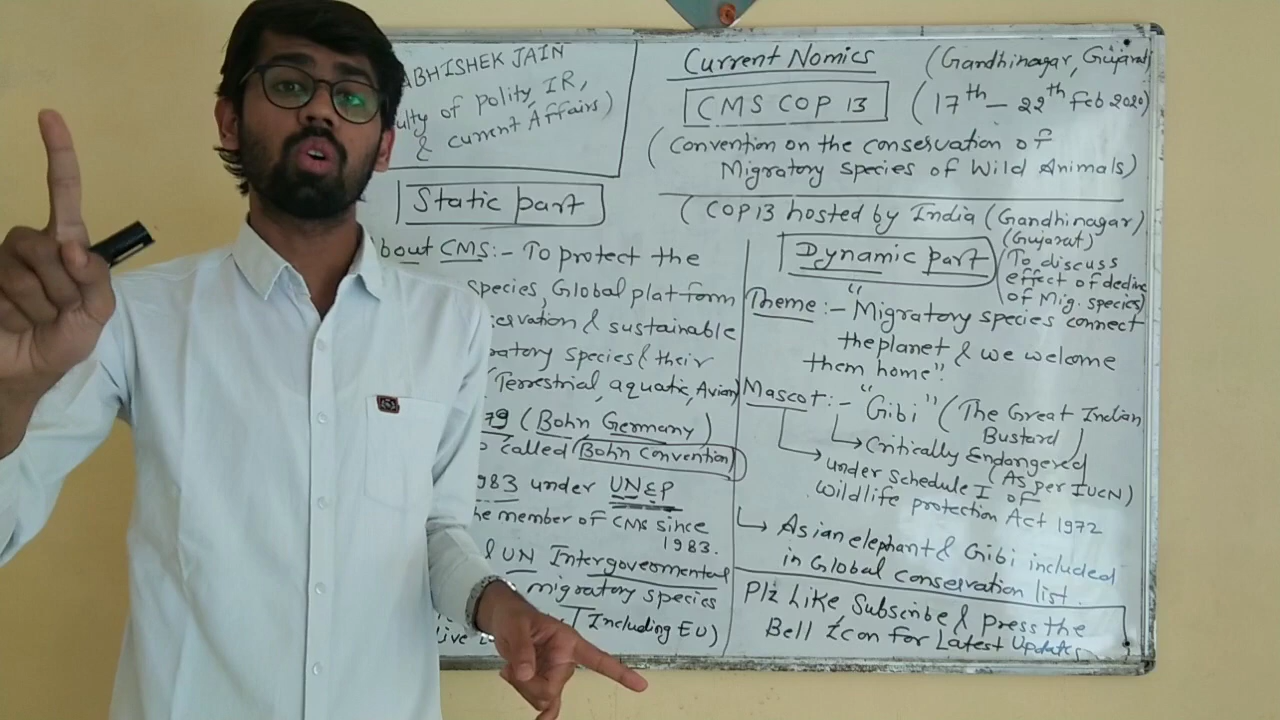 ABHISHEK JAIN
ulty of polity, IR,
& current Affairs)
Current Nomics
(Gandhinagar, Gujarat)
CMS COP 13
(17th - 22th Feb 2020)
(Convention on the conservation of
Migratory species of Wild Animals)
(COP13 hosted by India (Gandhinagar)
(Gujarat)
Static part
bout CMS:- To protect the
species, Global platform
ervation & sustainable
ratory species & their
Terrestrial, aquatic, Avian)
79 (Bohn Germany)
called (Bohn Convention)
983 under UNEP
he member of CMS since
1983.
& UN Intergovermental
migratory species
(Including EU)
Dynamic part
To discuss
effect of decline
of Mig. species)
Theme:- "Migratory species connect
the planet & we welcome
them home".
Mascot:- "Gibi" (The Great Indian
Bustard)
Critically Endangered
(As per IUCN)
under schedule I of
Wildlife protection Act 1972
Asian elephant & Gibi included
in Global conservation list.
Plz Like Subscribe & press the
Bell Icon for Latest Updates